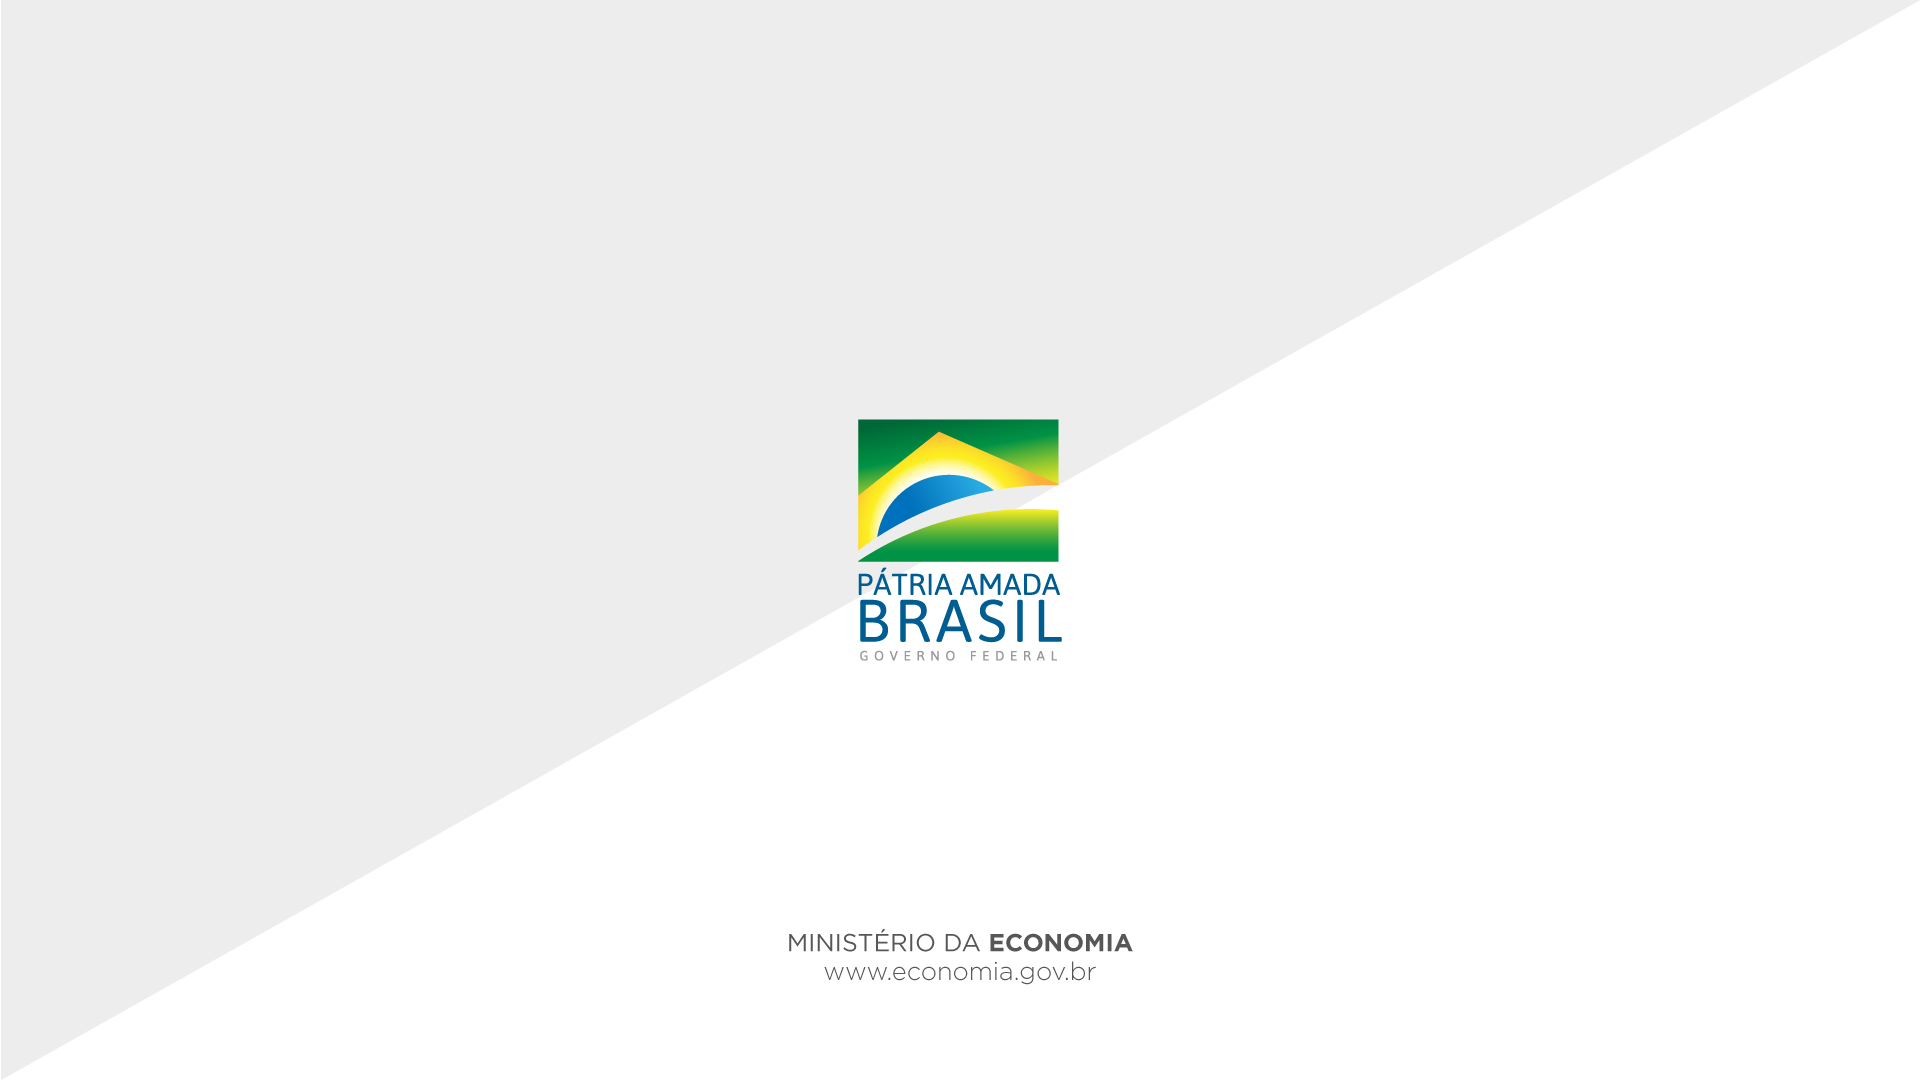 PÁTRIA AMADA
BRASIL
GOVERNO FEDERAL
MINISTÉRIO DA ECONOMIA
www.economia.gov.br